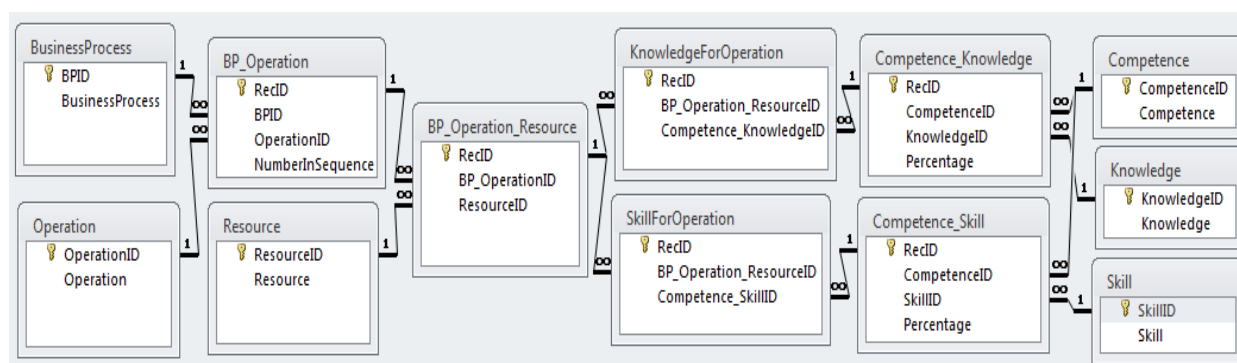 BusinessProcess
BPID
BusinessProcess
1
∞
∞
1
Operation
OperationID
Operation
BP_Operation
RecID
BPID
OperationID
NumberInSequence
1
∞
∞
1
Resource
ResourceID
Resource
BP_Operation_Resource
RecID
BP_OperationID
ResourceID
1
∞
∞
KnowledgeForOperation
RecID
BP_Operation_ResourceID
Competence_KnowledgeID
1
∞
SkillForOperation
RecID
BP_Operation_ResourceID
Competence_SkillID
1
∞
Competence_Knowledge
RecID
CompetenceID
KnowledgeID
Percentage
1
∞
∞
1
Competence_Skill
RecID
CompetenceID
SkillID
Percentage
∞
∞
1
Competence
CompetenceID
Competence
Knowledge
KnowledgeID
Knowledge
Skill
SkillID
Skill